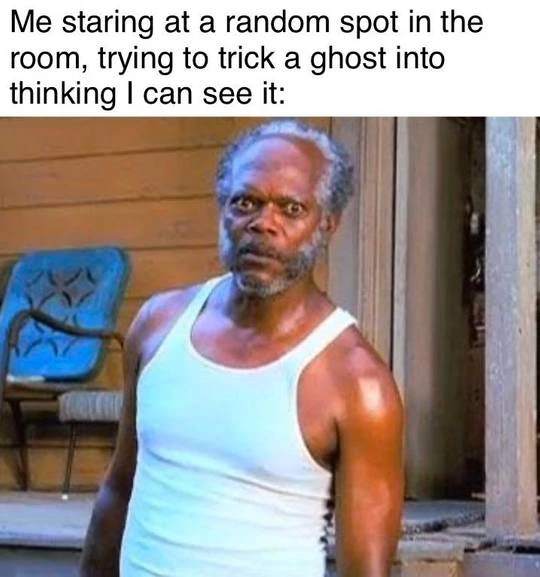 Me staring at a random spot in the
room, trying to trick a ghost into
thinking I can see it: